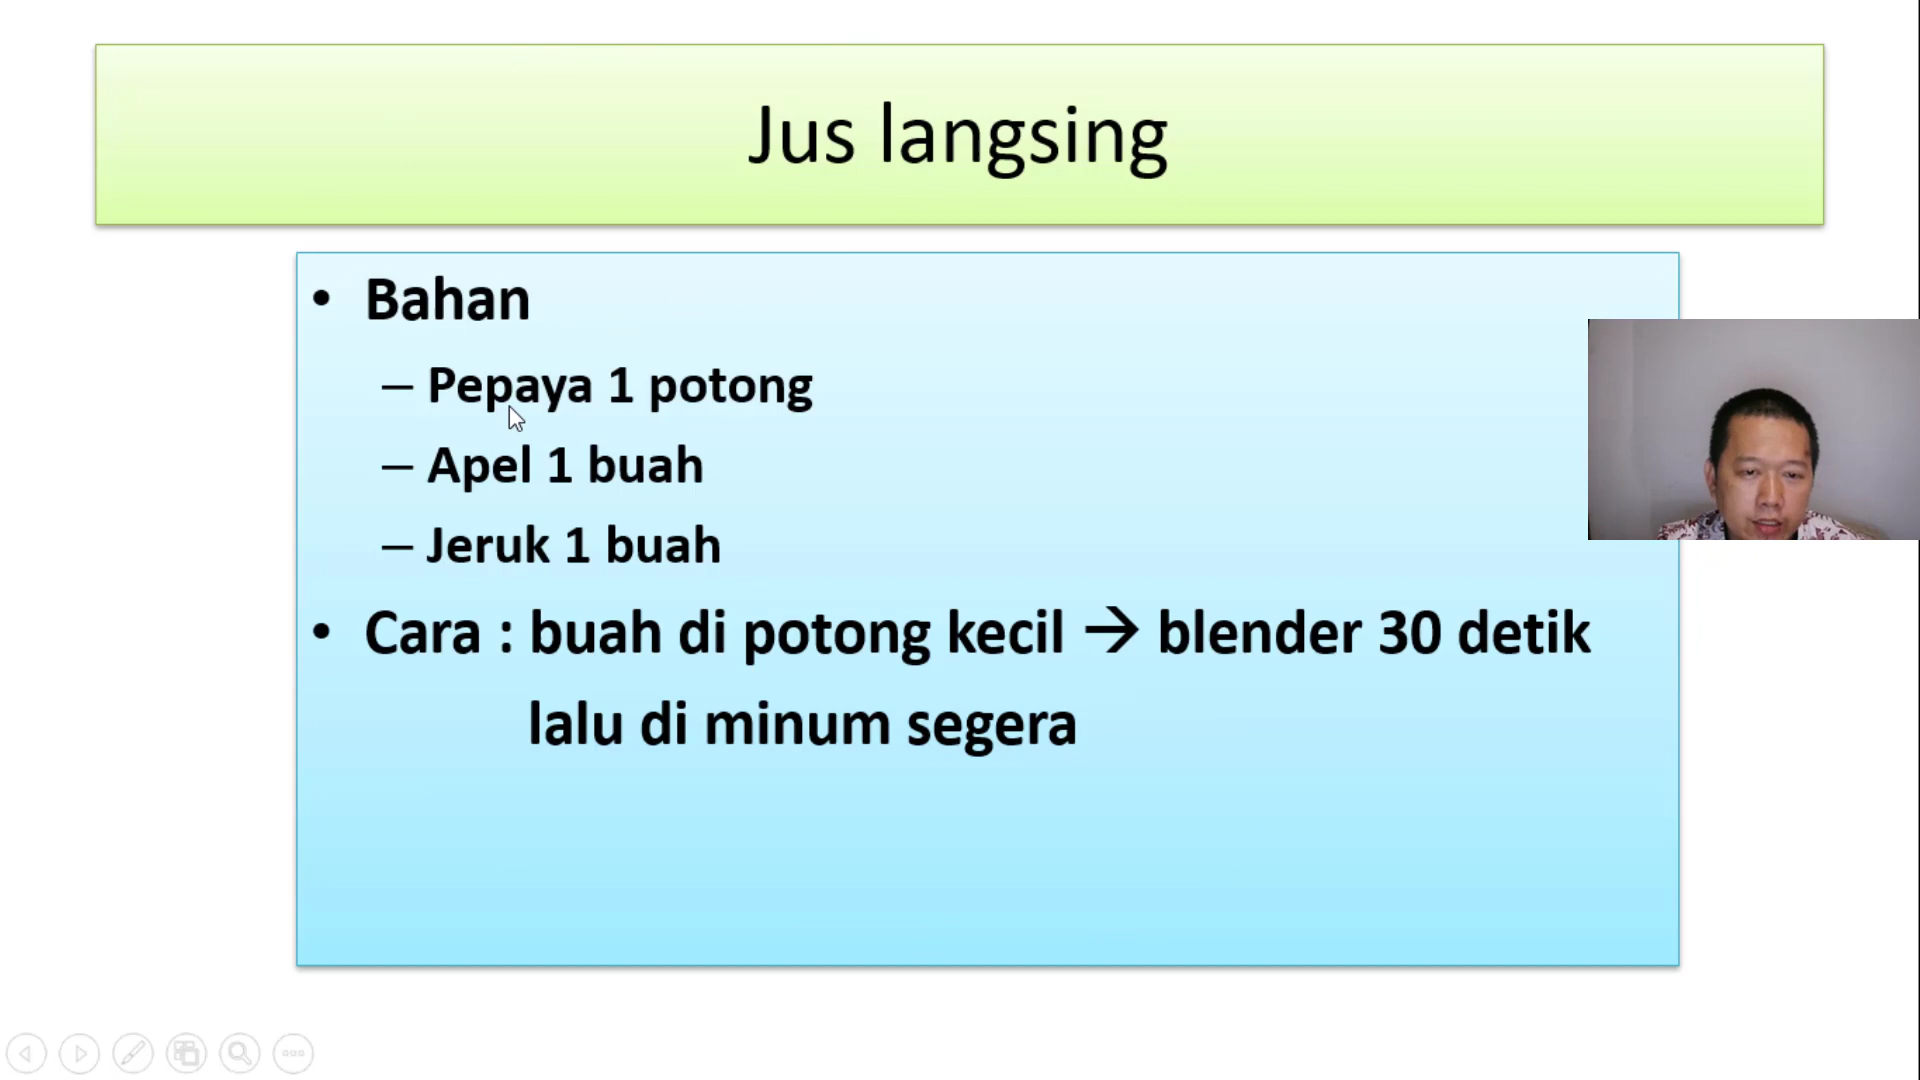 Jus langsing
• Bahan
– Pepaya 1 potong
– Apel 1 buah
– Jeruk 1 buah
• Cara : buah di potong kecil → blender 30 detik
lalu di minum segera